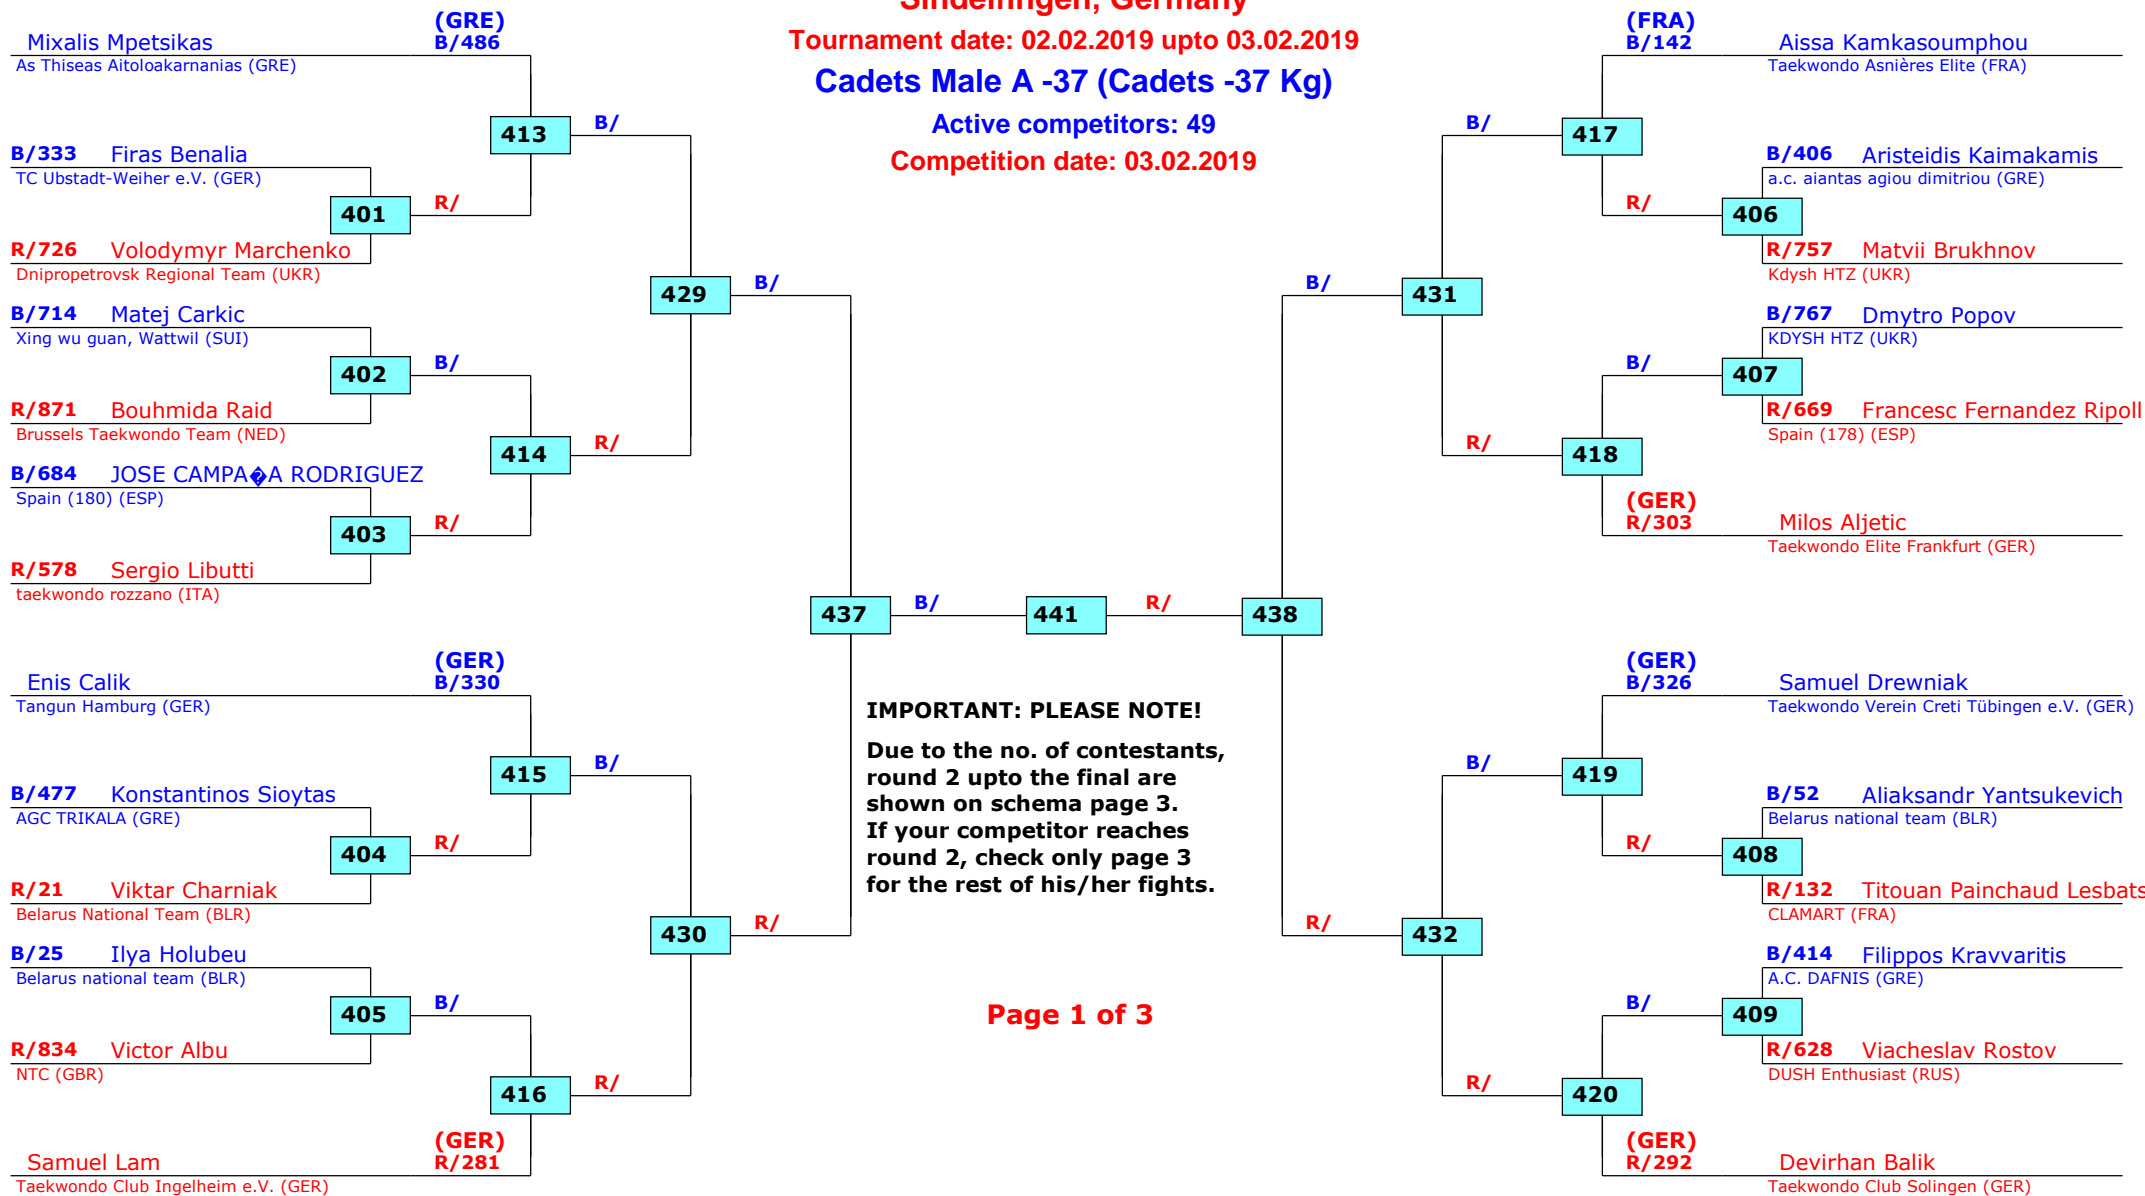 Sindelfingen, Germany
Tournament date: 02.02.2019 upto 03.02.2019
Cadets Male A -37 (Cadets -37 Kg)
Active competitors: 49
Competition date: 03.02.2019
(GRE)
Mixalis Mpetsikas B/486
As Thiseas Aitoloakarnanias (GRE)
413 B/
B/333 Firas Benalia
TC Ubstadt-Weiher e.V. (GER)
401 R/
R/726 Volodymyr Marchenko
Dnipropetrovsk Regional Team (UKR)
429 B/
B/714 Matej Carkic
Xing wu guan, Wattwil (SUI)
402 B/
R/871 Bouhmida Raid
Brussels Taekwondo Team (NED)
414 R/
B/684 JOSE CAMPA�A RODRIGUEZ
Spain (180) (ESP)
403 R/
R/578 Sergio Libutti
taekwondo rozzano (ITA)
437 B/ 441 R/ 438
(GER)
Enis Calik B/330
Tangun Hamburg (GER)
415 B/
B/477 Konstantinos Sioytas
AGC TRIKALA (GRE)
404 R/
R/21 Viktar Charniak
Belarus National Team (BLR)
430 R/
B/25 Ilya Holubeu
Belarus national team (BLR)
405 B/
R/834 Victor Albu
NTC (GBR)
416 R/
(GER)
Samuel Lam R/281
Taekwondo Club Ingelheim e.V. (GER)
IMPORTANT: PLEASE NOTE!
Due to the no. of contestants,
round 2 upto the final are
shown on schema page 3.
If your competitor reaches
round 2, check only page 3
for the rest of his/her fights.
Page 1 of 3
(FRA)
B/142 Aissa Kamkasoumphou
Taekwondo Asnières Elite (FRA)
B/ 417
B/406 Aristeidis Kaimakamis
a.c. aiantas agiou dimitriou (GRE)
R/ 406
R/757 Matvii Brukhnov
Kdysh HTZ (UKR)
B/ 431
B/767 Dmytro Popov
KDYSH HTZ (UKR)
B/ 407
R/669 Francesc Fernandez Ripoll
Spain (178) (ESP)
R/ 418
(GER)
R/303 Milos Aljetic
Taekwondo Elite Frankfurt (GER)
(GER)
B/326 Samuel Drewniak
Taekwondo Verein Creti Tübingen e.V. (GER)
B/ 419
B/52 Aliaksandr Yantsukevich
Belarus national team (BLR)
R/ 408
R/132 Titouan Painchaud Lesbats
CLAMART (FRA)
R/ 432
B/414 Filippos Kravvaritis
A.C. DAFNIS (GRE)
B/ 409
R/628 Viacheslav Rostov
DUSH Enthusiast (RUS)
R/ 420
(GER)
R/292 Devirhan Balik
Taekwondo Club Solingen (GER)